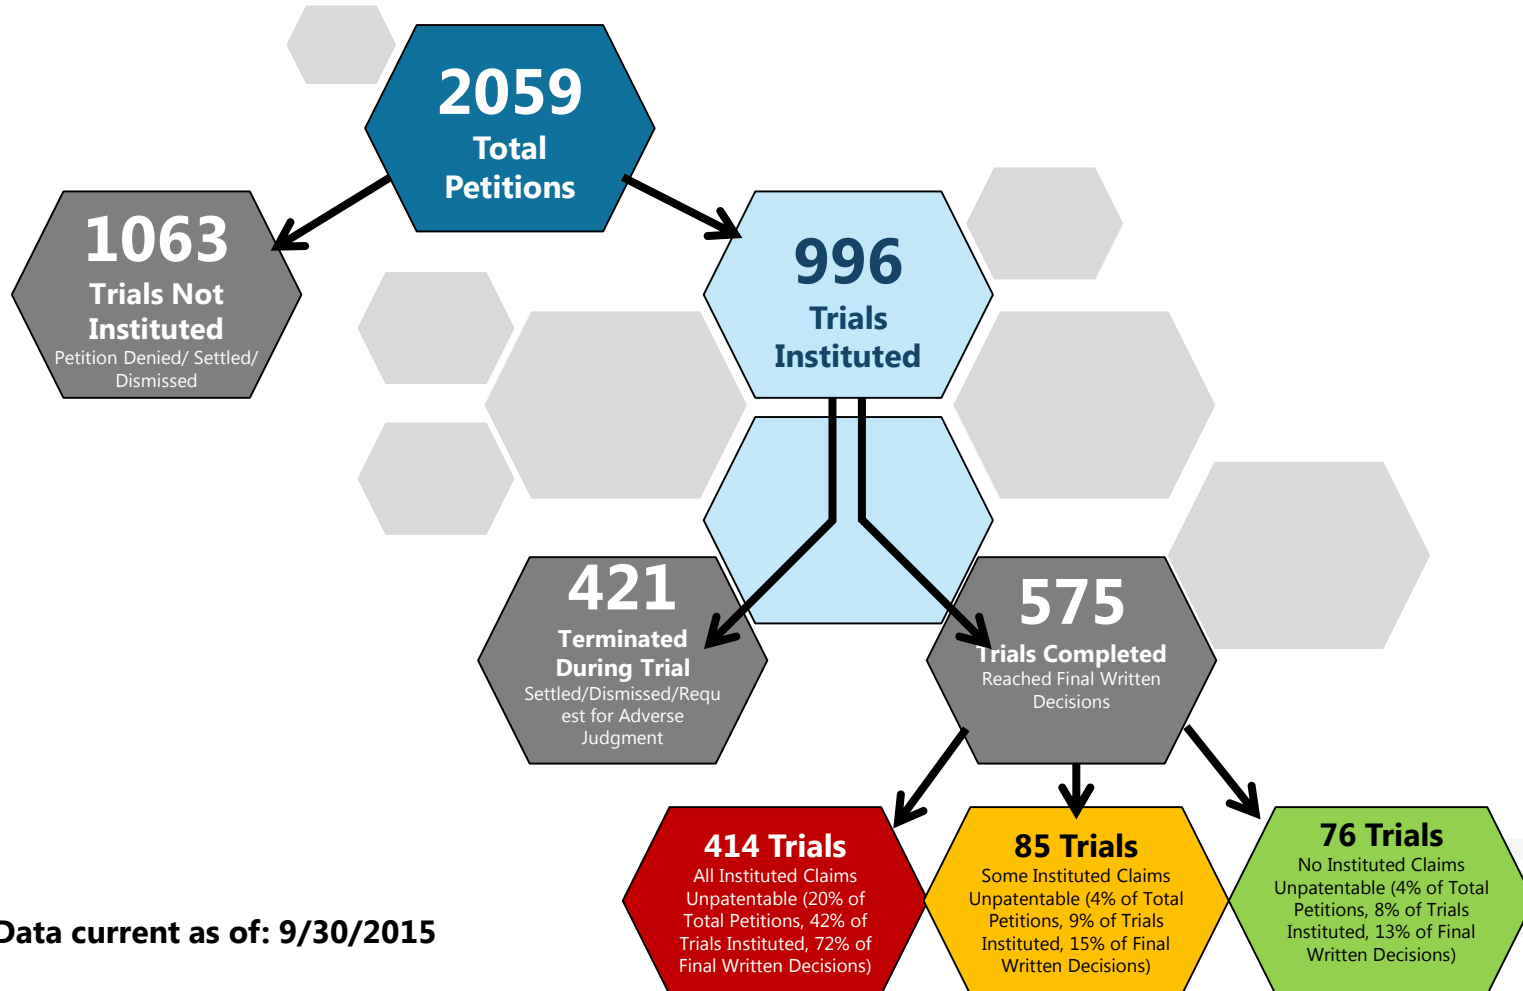 2059
Total
Petitions
1063
Trials Not
Instituted
Petition Denied/ Settled/
Dismissed
996
Trials
Instituted
421
Terminated
During Trial
Settled/Dismissed/Requ
est for Adverse
Judgment
575
Trials Completed
Reached Final Written
Decisions
414 Trials
All Instituted Claims
Unpatentable (20% of
Total Petitions, 42% of
Trials Instituted, 72% of
Final Written Decisions)
85 Trials
Some Instituted Claims
Unpatentable (4% of Total
Petitions, 9% of Trials
Instituted, 15% of Final
Written Decisions)
76 Trials
No Instituted Claims
Unpatentable (4% of Total
Petitions, 8% of Trials
Instituted, 13% of Final
Written Decisions)
Data current as of: 9/30/2015